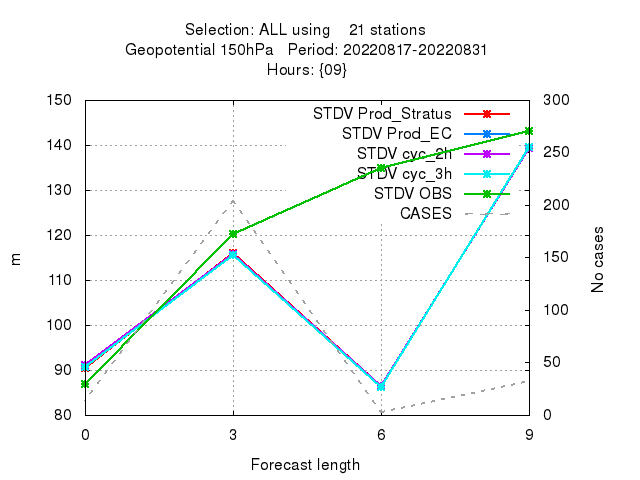 Selection: ALL using    21 stations
Geopotential 150hPa   Period: 20220817-20220831
Hours: {09}
STDV Prod_Stratus
STDV Prod_EC
STDV cyc_2h
STDV cyc_3h
STDV OBS
CASES
150
140
130
120
110
100
90
80
m
300
250
200
150
100
50
0
No cases
0 3 6 9
Forecast length